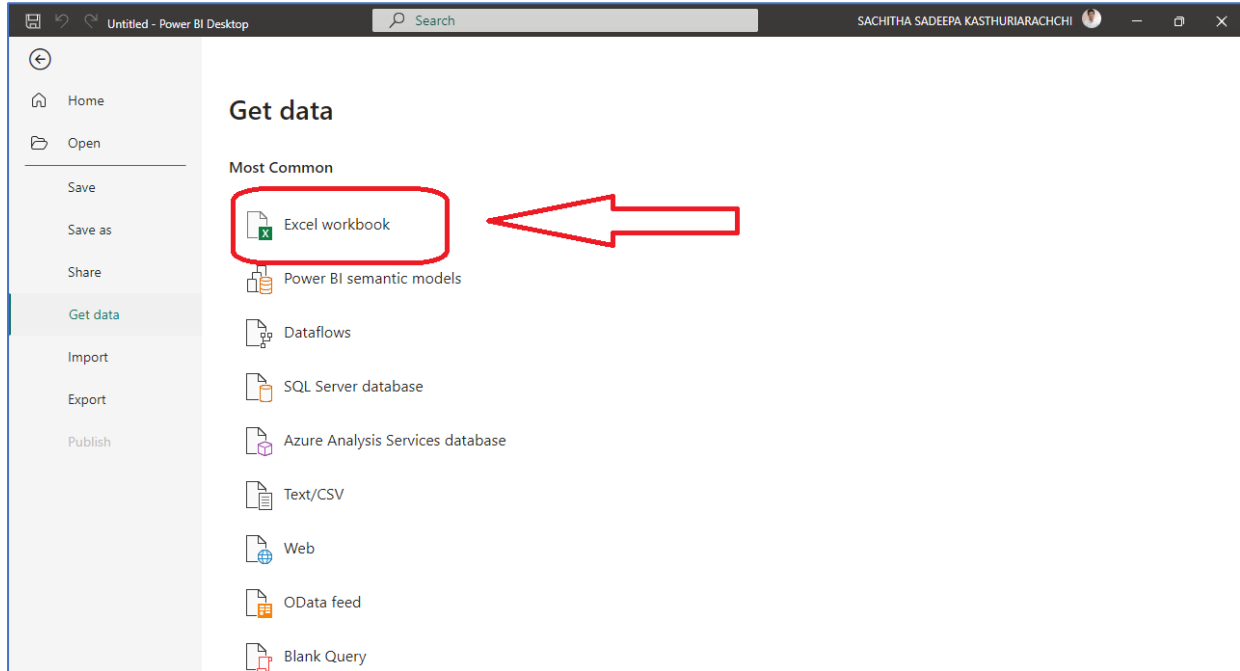 Untitled - Power BI Desktop
Search
SACHITHA SADEEPA KASTHURIARACHCHI
Home
Open
Save
Save as
Share
Get data
Import
Export
Publish
Get data
Most Common
Excel workbook
Power BI semantic models
Dataflows
SQL Server database
Azure Analysis Services database
Text/CSV
Web
OData feed
Blank Query